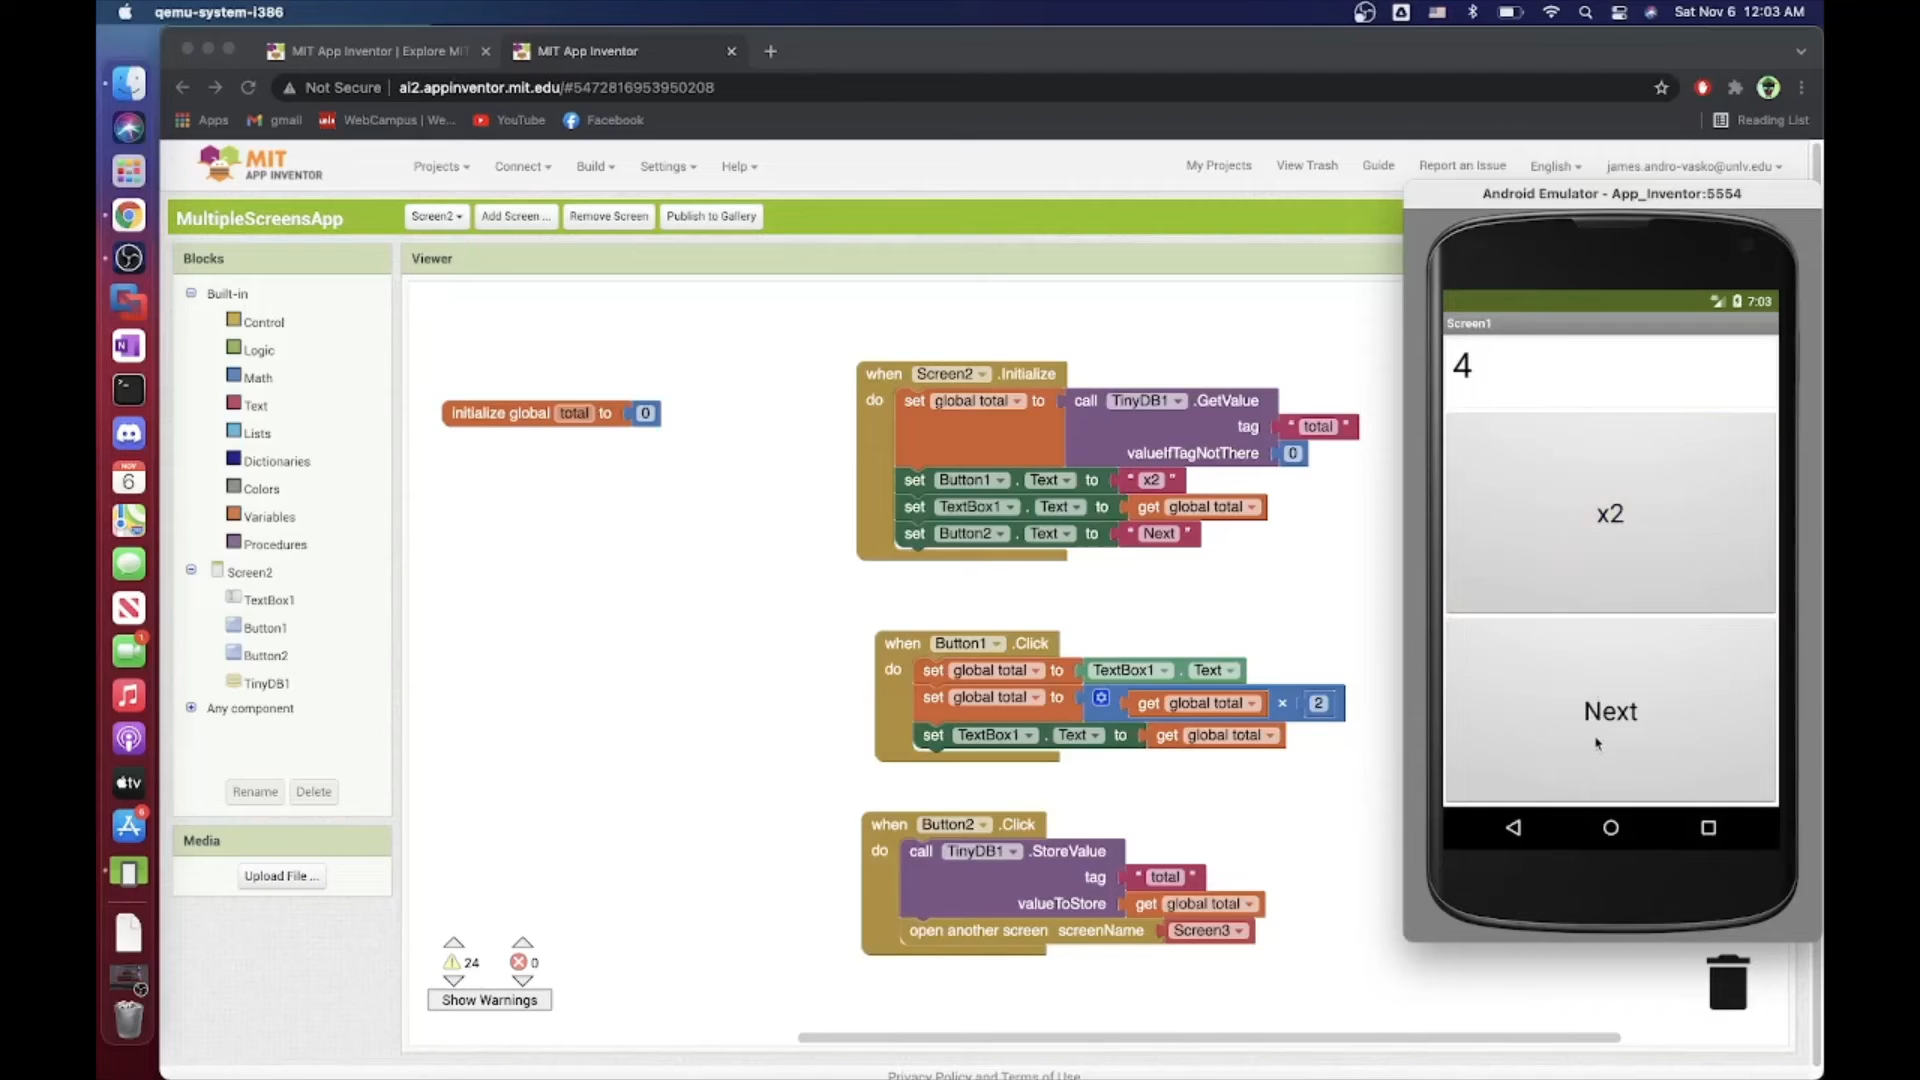 qemu-system-i386
Sat Nov 6 12:03 AM
MIT App Inventor | Explore MIT
MIT App Inventor
Not Secure | ai2.appinventor.mit.edu/#5472816953950208
Apps
gmail
WebCampus | We...
YouTube
Facebook
Reading List
MIT
APP INVENTOR
Projects
Connect
Build
Settings
Help
My Projects
View Trash
Guide
Report an Issue
English
james.andro-vasko@unlv.edu
MultipleScreensApp
Screen2
Add Screen ...
Remove Screen
Publish to Gallery
Blocks
Viewer
Built-in
Control
Logic
Math
Text
Lists
Dictionaries
Colors
Variables
Procedures
Screen2
TextBox1
Button1
Button2
TinyDB1
Any component
Rename
Delete
Media
Upload File ...
initialize global total to 0
when Screen2 .Initialize
do set global total to call TinyDB1 .GetValue
tag " total "
valueIfTagNotThere 0
set Button1 . Text to " x2 "
set TextBox1 . Text to get global total
set Button2 . Text to " Next "
when Button1 .Click
do set global total to TextBox1 . Text
set global total to get global total × 2
set TextBox1 . Text to get global total
when Button2 .Click
do call TinyDB1 .StoreValue
tag " total "
valueToStore get global total
open another screen screenName Screen3
24
0
Show Warnings
Privacy Policy and Terms of Use
Android Emulator - App_Inventor:5554
7:03
Screen1
4
x2
Next
NOV
6
N
tv
1
6